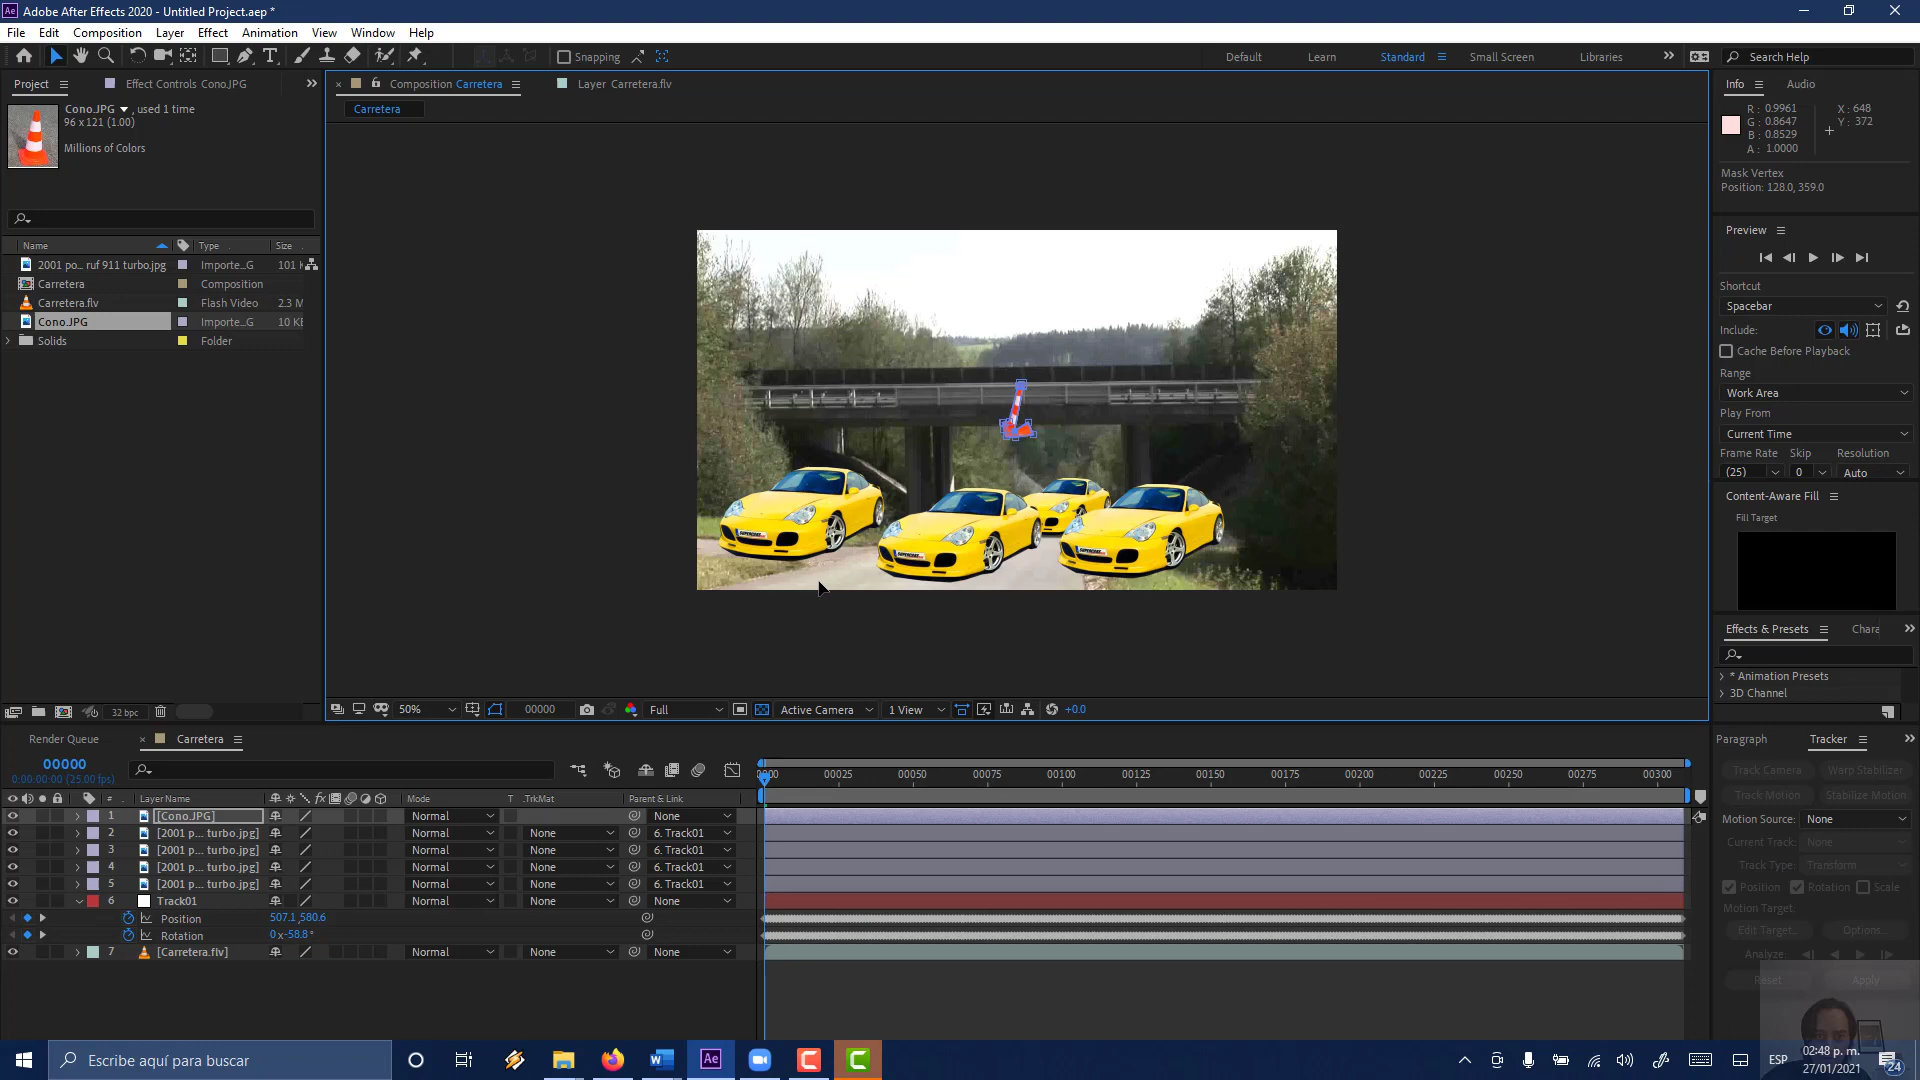 Adobe After Effects 2020 - Untitled Project.aep *
File Edit Composition Layer Effect Animation View Window Help
Snapping
Default Learn Standard Small Screen Libraries
Search Help
Project
Effect Controls Cono.JPG
Composition Carretera
Layer Carretera.flv
Info Audio
Cono.JPG , used 1 time
96 x 121 (1.00)
Millions of Colors
Carretera
R : 0.9961
G : 0.8647
B : 0.8529
A : 1.0000
X : 648
Y : 372
Mask Vertex
Position: 128.0, 359.0
Preview
Shortcut
Spacebar
Include:
Cache Before Playback
Range
Work Area
Play From
Current Time
Frame Rate Skip Resolution
(25) 0 Auto
Content-Aware Fill
Fill Target
Effects & Presets Chara
* Animation Presets
3D Channel
Name Type Size
2001 po... ruf 911 turbo.jpg Importe...G 101 K
Carretera Composition
Carretera.flv Flash Video 2.3 M
Cono.JPG Importe...G 10 KB
Solids Folder
32 bpc
50% 00000 Full Active Camera 1 View +0.0
Render Queue Carretera
00000
0:00:00:00 (25.00 fps)
00025 00050 00075 00100 00125 00150 00175 00200 00225 00250 00275 00300
# Layer Name Mode T .TrkMat Parent & Link
1 [Cono.JPG] Normal None
2 [2001 p... turbo.jpg] Normal None 6. Track01
3 [2001 p... turbo.jpg] Normal None 6. Track01
4 [2001 p... turbo.jpg] Normal None 6. Track01
5 [2001 p... turbo.jpg] Normal None 6. Track01
6 Track01 Normal None None
Position 507.1,580.6
Rotation 0x-58.8°
7 [Carretera.flv] Normal None None
Paragraph Tracker
Track Camera Warp Stabilizer
Track Motion Stabilize Motion
Motion Source: None
Current Track: None
Track Type: Transform
Position Rotation Scale
Motion Target:
Edit Target... Options...
Analyze:
Reset Apply
Escribe aquí para buscar
ESP
02:48 p. m.
27/01/2021
24